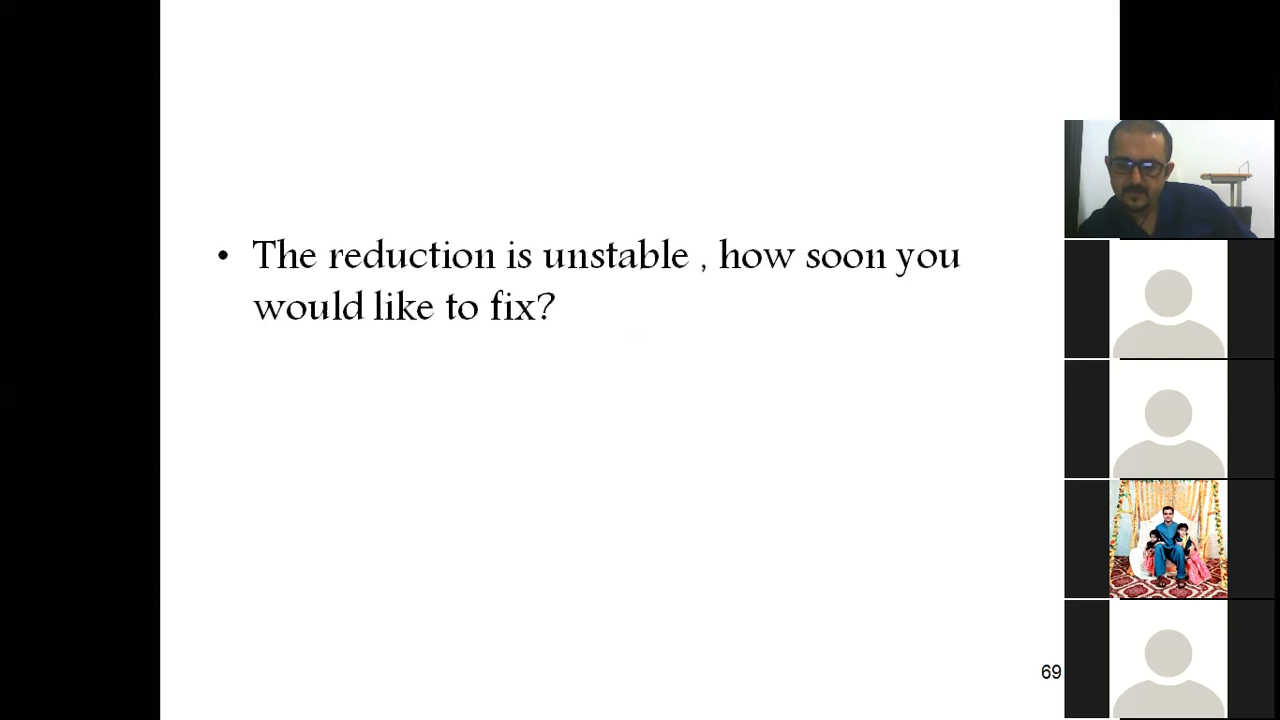 • The reduction is unstable , how soon you
would like to fix?
69